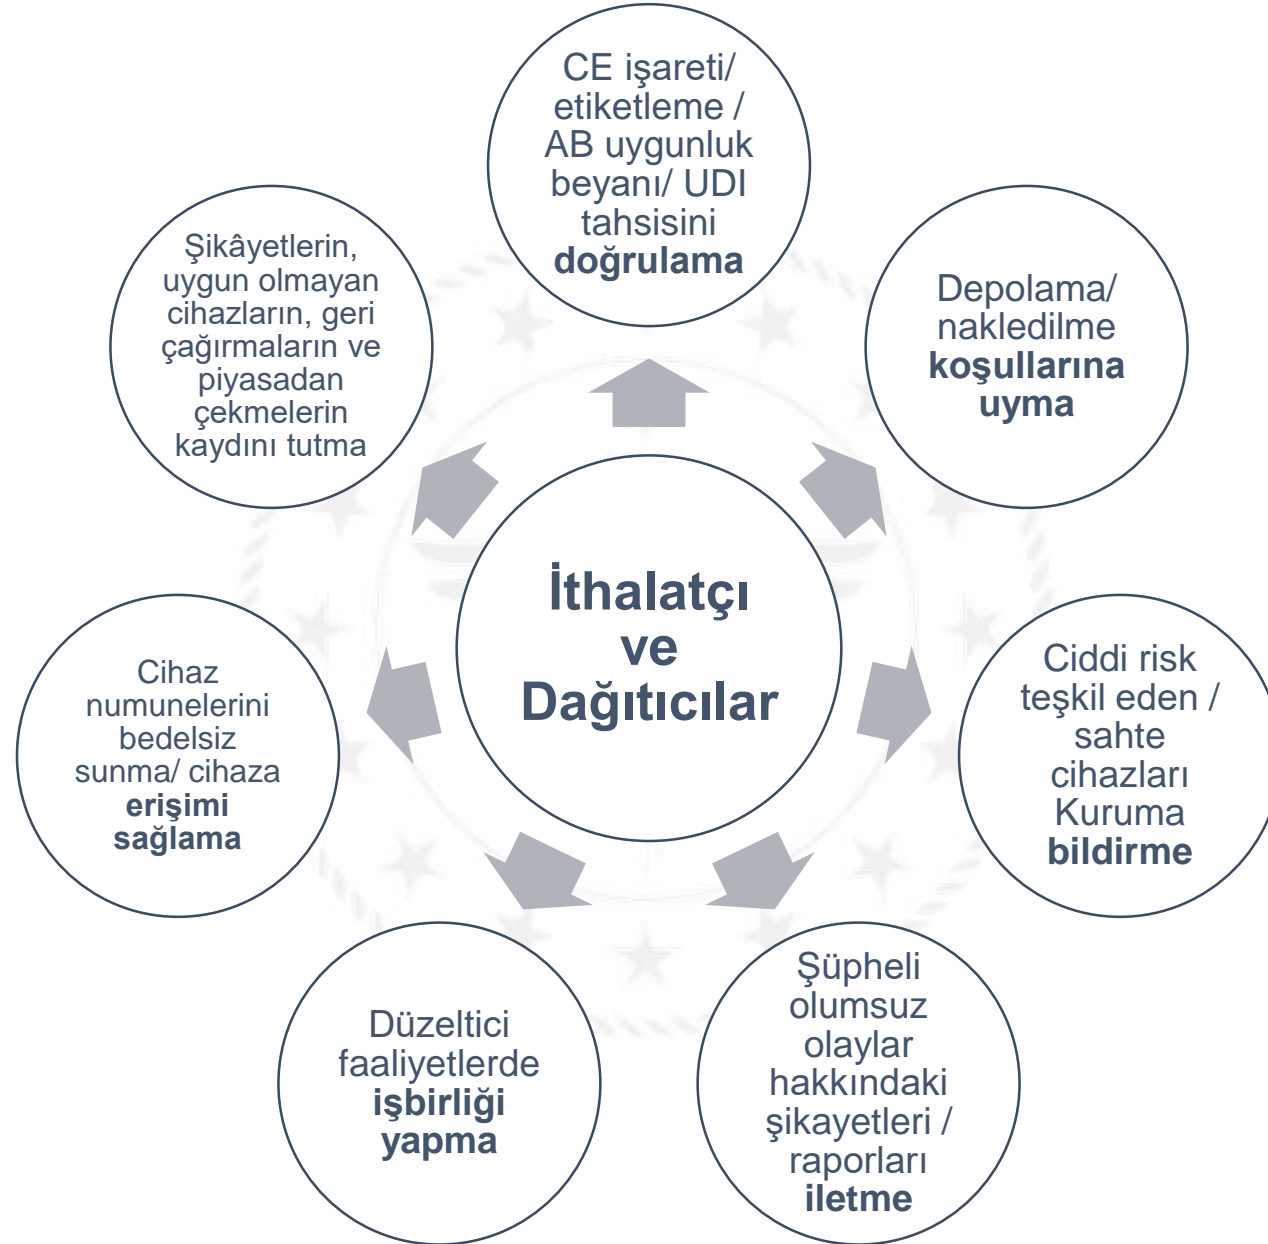 CE işareti/
etiketleme /
AB uygunluk
beyanı/ UDI
tahsisini
doğrulama
Depolama/
nakledilme
koşullarına
uyma
Ciddi risk
teşkil eden /
sahte
cihazları
Kuruma
bildirme
Şüpheli
olumsuz
olaylar
hakkındaki
şikayetleri /
raporları
iletme
Düzeltici
faaliyetlerde
işbirliği
yapma
Cihaz
numunelerini
bedelsiz
sunma/ cihaza
erişimi
sağlama
Şikâyetlerin,
uygun olmayan
cihazların, geri
çağırmaların ve
piyasadan
çekmelerin
kaydını tutma
İthalatçı
ve
Dağıtıcılar